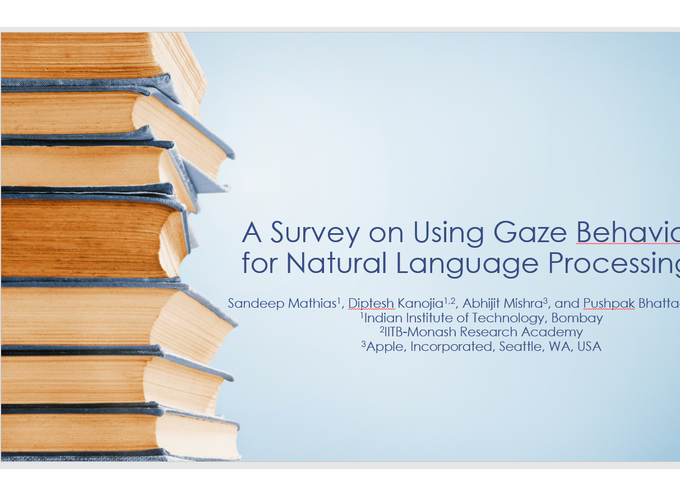 A Survey on Using Gaze Behavio
for Natural Language Processing
Sandeep Mathias¹, Diptesh Kanojia¹,², Abhijit Mishra³, and Pushpak Bhatta
¹Indian Institute of Technology, Bombay
²IITB-Monash Research Academy
³Apple, Incorporated, Seattle, WA, USA